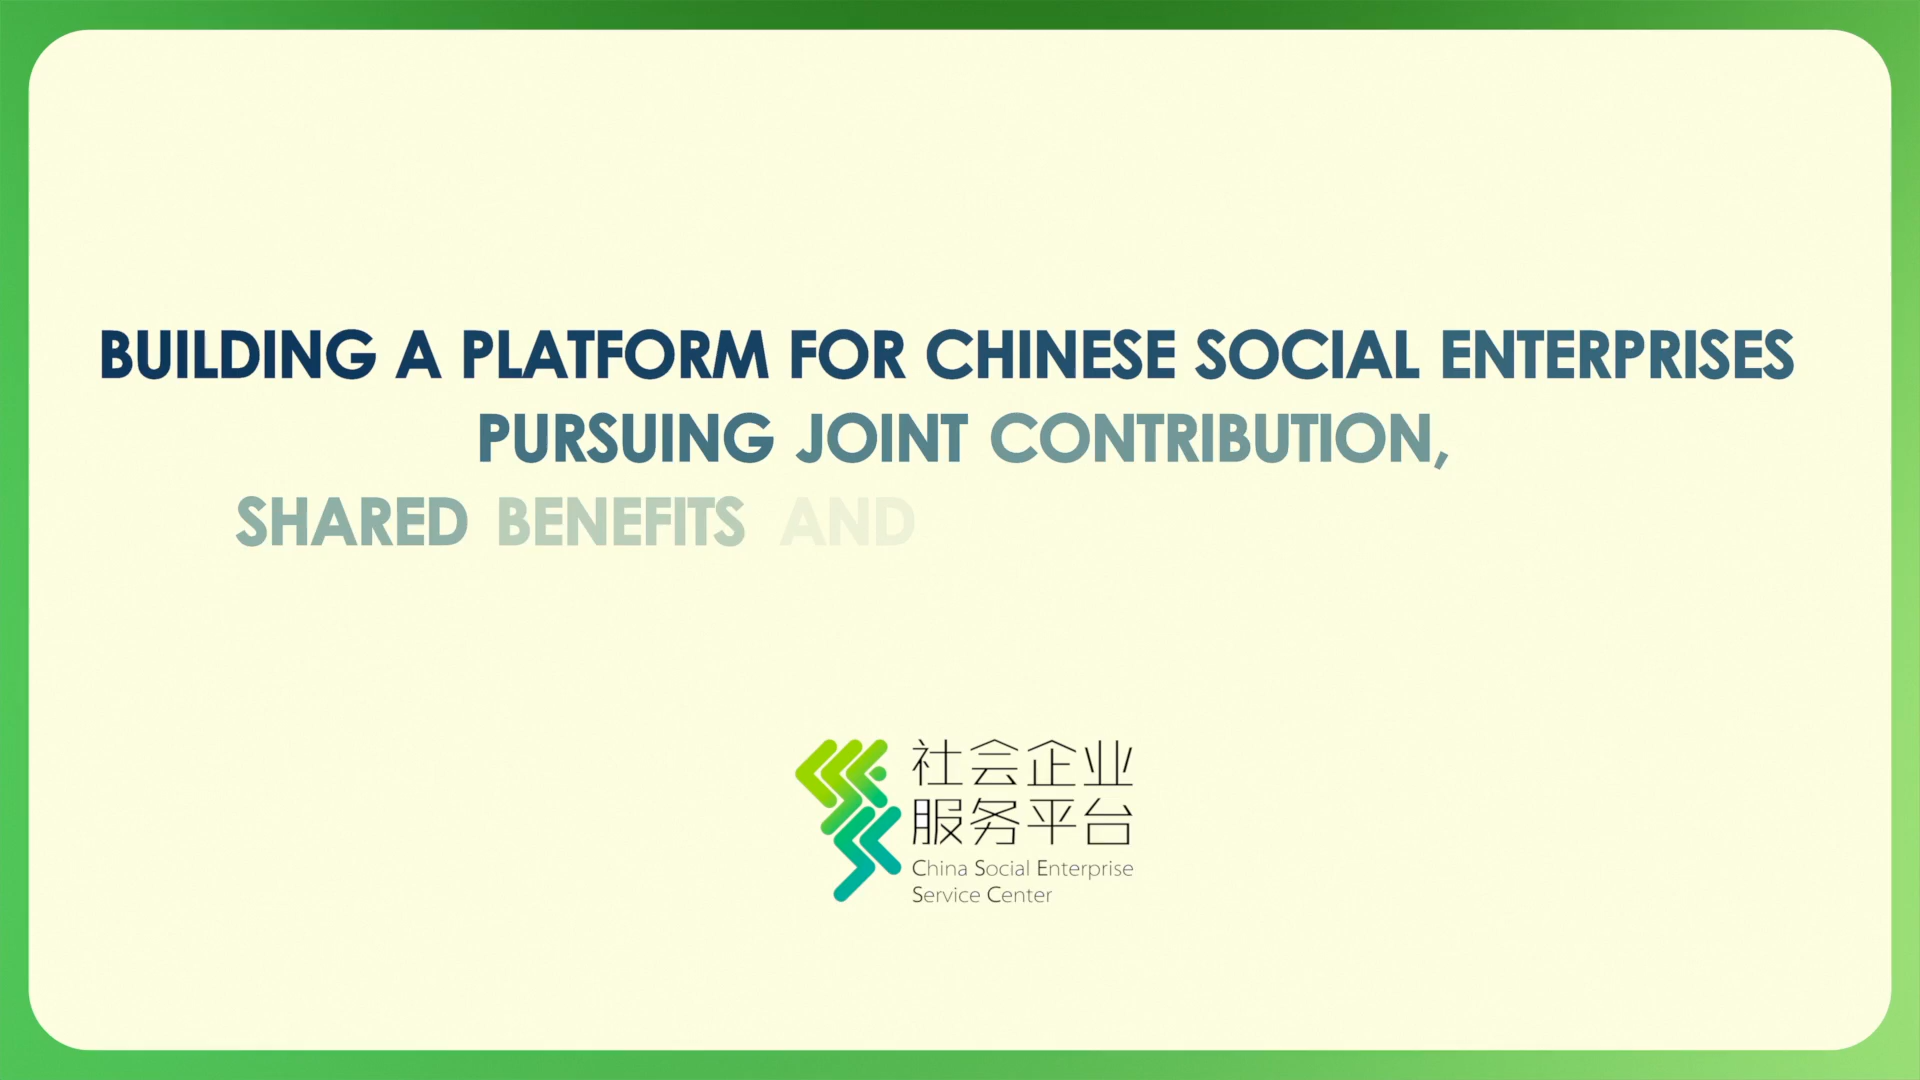 BUILDING A PLATFORM FOR CHINESE SOCIAL ENTERPRISES
PURSUING JOINT CONTRIBUTION,
SHARED BENEFITS AND
社会企业
服务平台
China Social Enterprise
Service Center